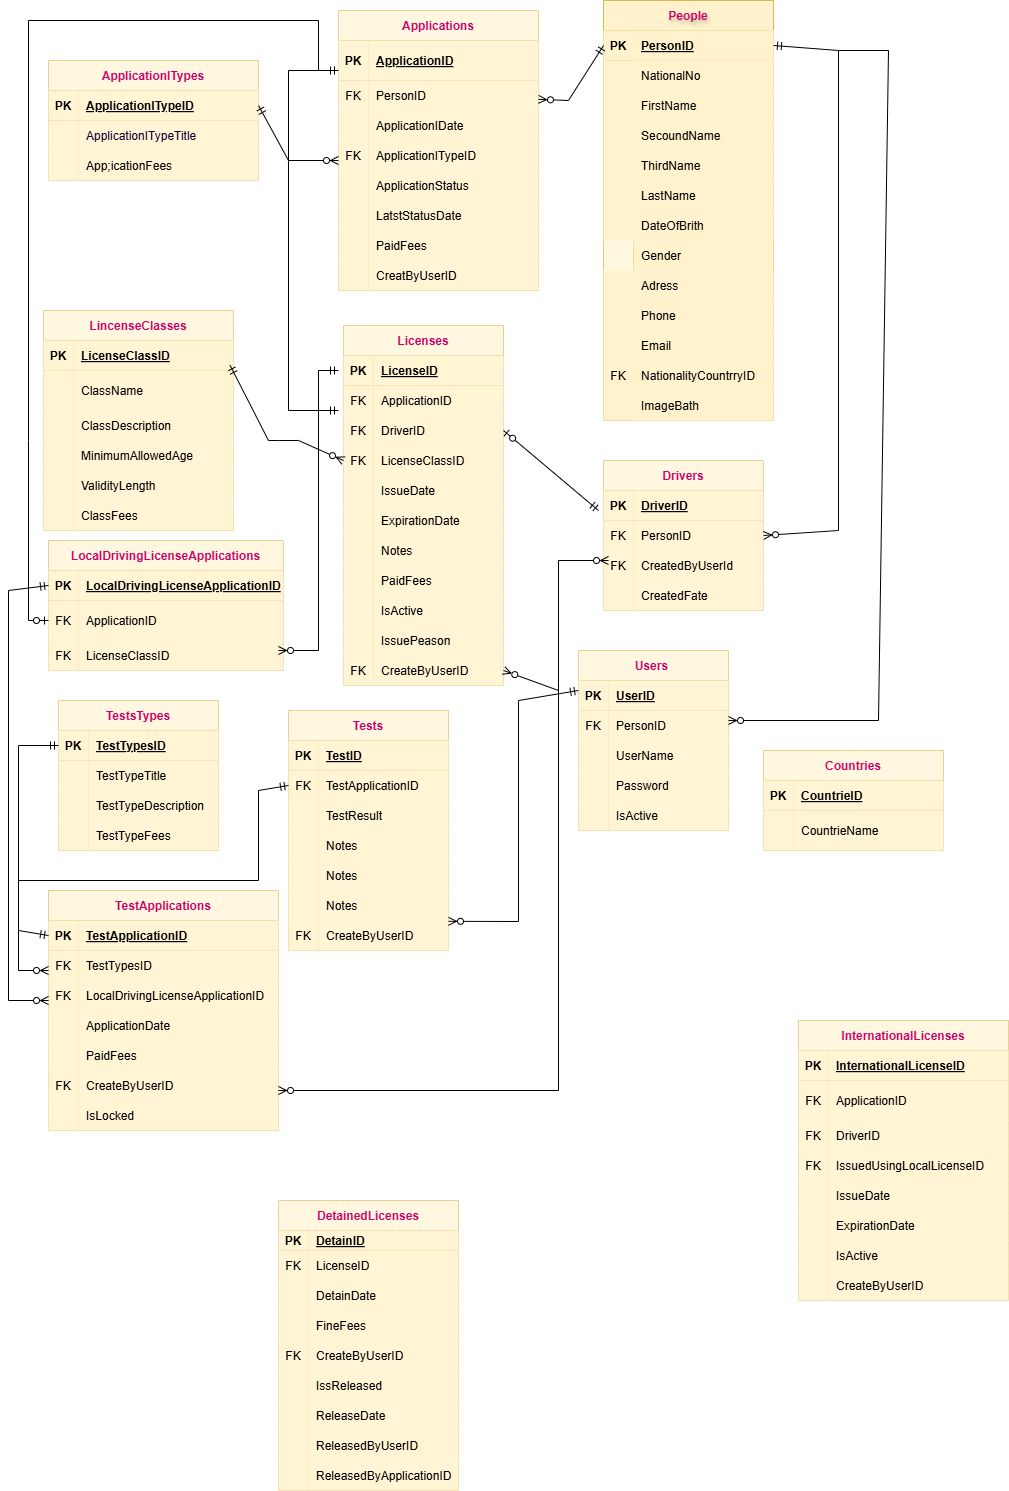 Applications
PK ApplicationID
FK PersonID
ApplicationIDate
FK ApplicationITypeID
ApplicationStatus
LatstStatusDate
PaidFees
CreatByUserID
People
PK PersonID
NationalNo
FirstName
SecoundName
ThirdName
LastName
DateOfBrith
Gender
Adress
Phone
Email
FK NationalityCountrryID
ImageBath
ApplicationITypes
PK ApplicationITypeID
ApplicationITypeTitle
App;icationFees
LincenseClasses
PK LicenseClassID
ClassName
ClassDescription
MinimumAllowedAge
ValidityLength
ClassFees
Licenses
PK LicenseID
FK ApplicationID
FK DriverID
FK LicenseClassID
IssueDate
ExpirationDate
Notes
PaidFees
IsActive
IssuePeason
FK CreateByUserID
Drivers
PK DriverID
FK PersonID
FK CreatedByUserId
CreatedFate
LocalDrivingLicenseApplications
PK LocalDrivingLicenseApplicationID
FK ApplicationID
FK LicenseClassID
Users
PK UserID
FK PersonID
UserName
Password
IsActive
TestsTypes
PK TestTypesID
TestTypeTitle
TestTypeDescription
TestTypeFees
Tests
PK TestID
FK TestApplicationID
TestResult
Notes
Notes
Notes
FK CreateByUserID
Countries
PK CountrieID
CountrieName
TestApplications
PK TestApplicationID
FK TestTypesID
FK LocalDrivingLicenseApplicationID
ApplicationDate
PaidFees
FK CreateByUserID
IsLocked
InternationalLicenses
PK InternationalLicenseID
FK ApplicationID
FK DriverID
FK IssuedUsingLocalLicenseID
IssueDate
ExpirationDate
IsActive
CreateByUserID
DetainedLicenses
PK DetainID
FK LicenseID
DetainDate
FineFees
FK CreateByUserID
IssReleased
ReleaseDate
ReleasedByUserID
ReleasedByApplicationID